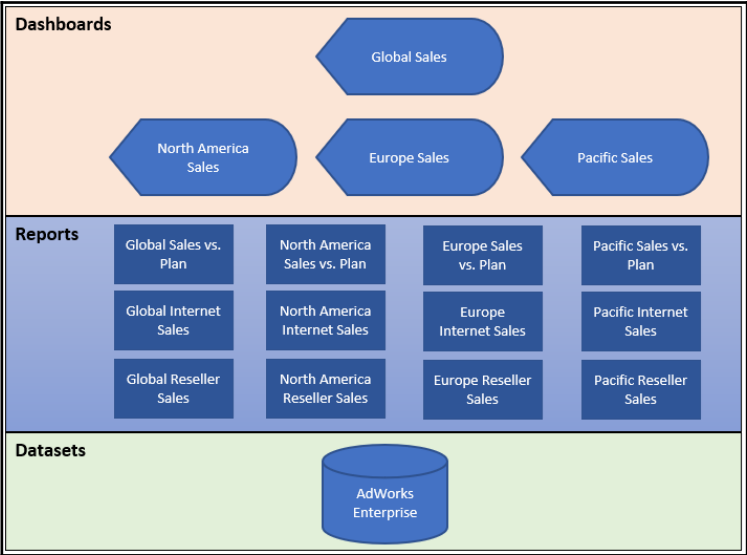 Dashboards
Global Sales
North America
Sales
Europe Sales
Pacific Sales
Reports
Global Sales vs.
Plan
North America
Sales vs. Plan
Europe Sales
vs. Plan
Pacific Sales vs.
Plan
Global Internet
Sales
North America
Internet Sales
Europe
Internet Sales
Pacific Internet
Sales
Global Reseller
Sales
North America
Reseller Sales
Europe Reseller
Sales
Pacific Reseller
Sales
Datasets
AdWorks
Enterprise